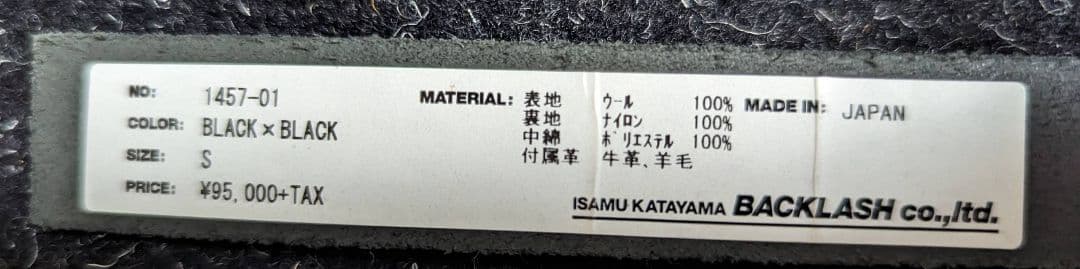 NO: 1457-01
COLOR: BLACK×BLACK
SIZE: S
PRICE: ¥95,000+TAX
MATERIAL: 表地 ウール 100%
裏地 ナイロン 100%
中綿 ポリエステル 100%
付属革 牛革、羊毛
MADE IN: JAPAN
ISAMU KATAYAMA BACKLASH co.,ltd.